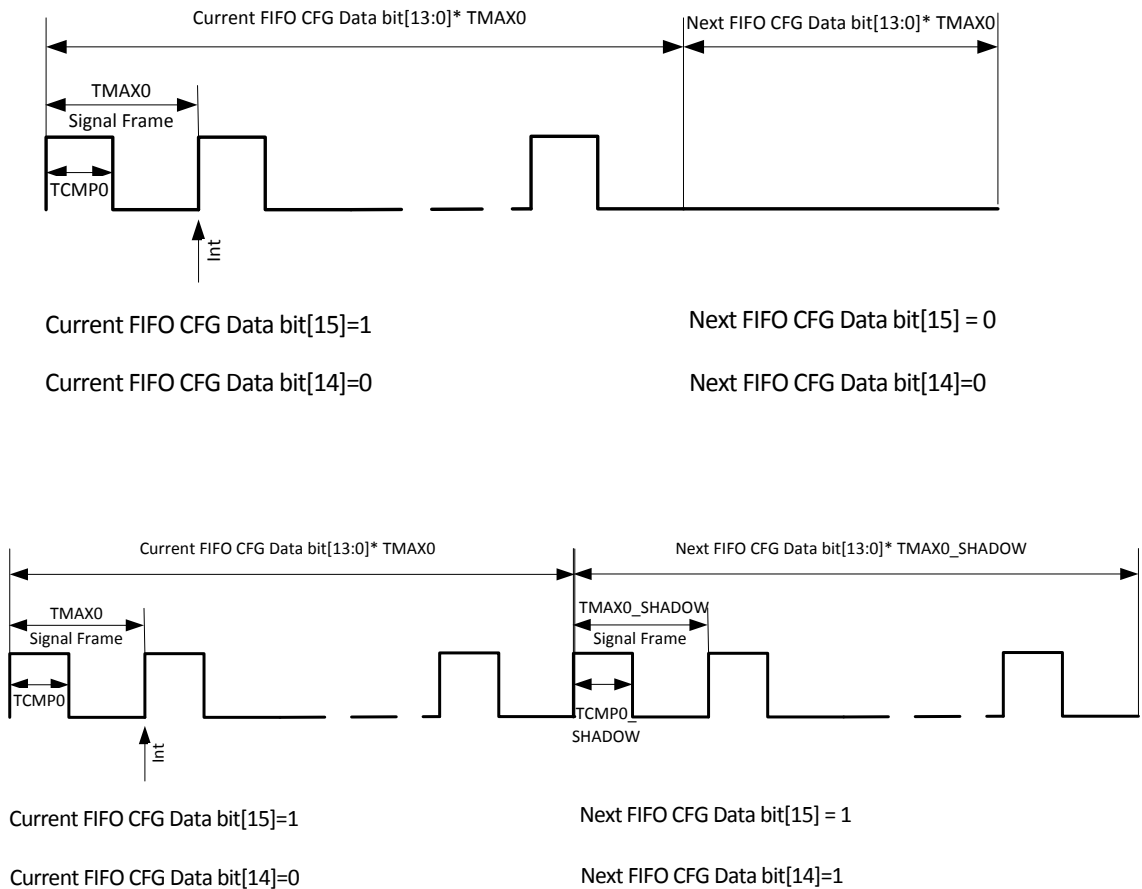 Current FIFO CFG Data bit[13:0]* TMAX0
Next FIFO CFG Data bit[13:0]* TMAX0
TMAX0
Signal Frame
TCMP0
Int
Current FIFO CFG Data bit[15]=1
Next FIFO CFG Data bit[15] = 0
Current FIFO CFG Data bit[14]=0
Next FIFO CFG Data bit[14]=0
Current FIFO CFG Data bit[13:0]* TMAX0
Next FIFO CFG Data bit[13:0]* TMAX0_SHADOW
TMAX0
Signal Frame
TMAX0_SHADOW
Signal Frame
TCMP0
TCMP0_
SHADOW
Int
Current FIFO CFG Data bit[15]=1
Next FIFO CFG Data bit[15] = 1
Current FIFO CFG Data bit[14]=0
Next FIFO CFG Data bit[14]=1